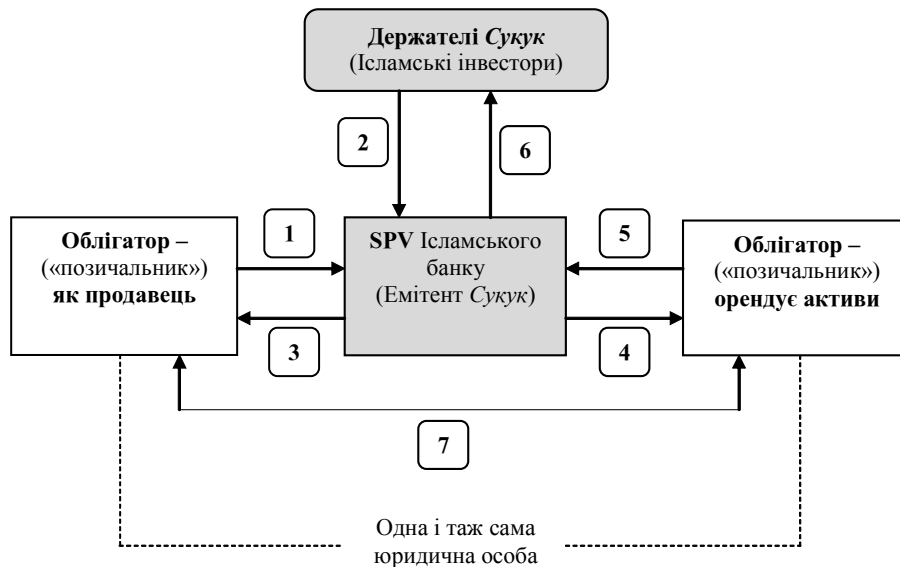 Держателі Сукук
(Ісламські інвестори)
2
6
Облігатор –
(«позичальник»)
як продавець
1
3
SPV Ісламського
банку
(Емітент Сукук)
5
4
Облігатор –
(«позичальник»)
орендує активи
7
Одна і таж сама
юридична особа